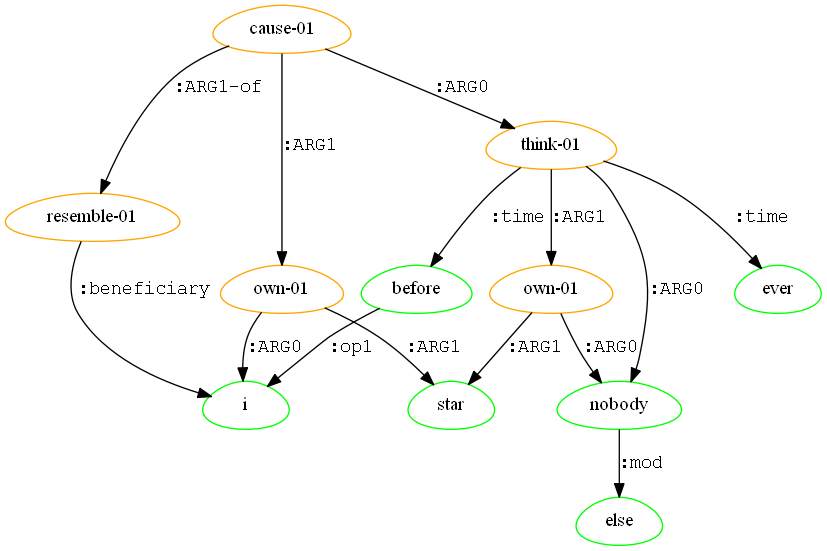 cause-01
:ARG1-of
:ARG0
:ARG1
think-01
resemble-01
:time
:ARG1
:time
:beneficiary
own-01
before
own-01
:ARG0
ever
:ARG0
:op1
:ARG1
:ARG1
:ARG0
i
star
nobody
:mod
else